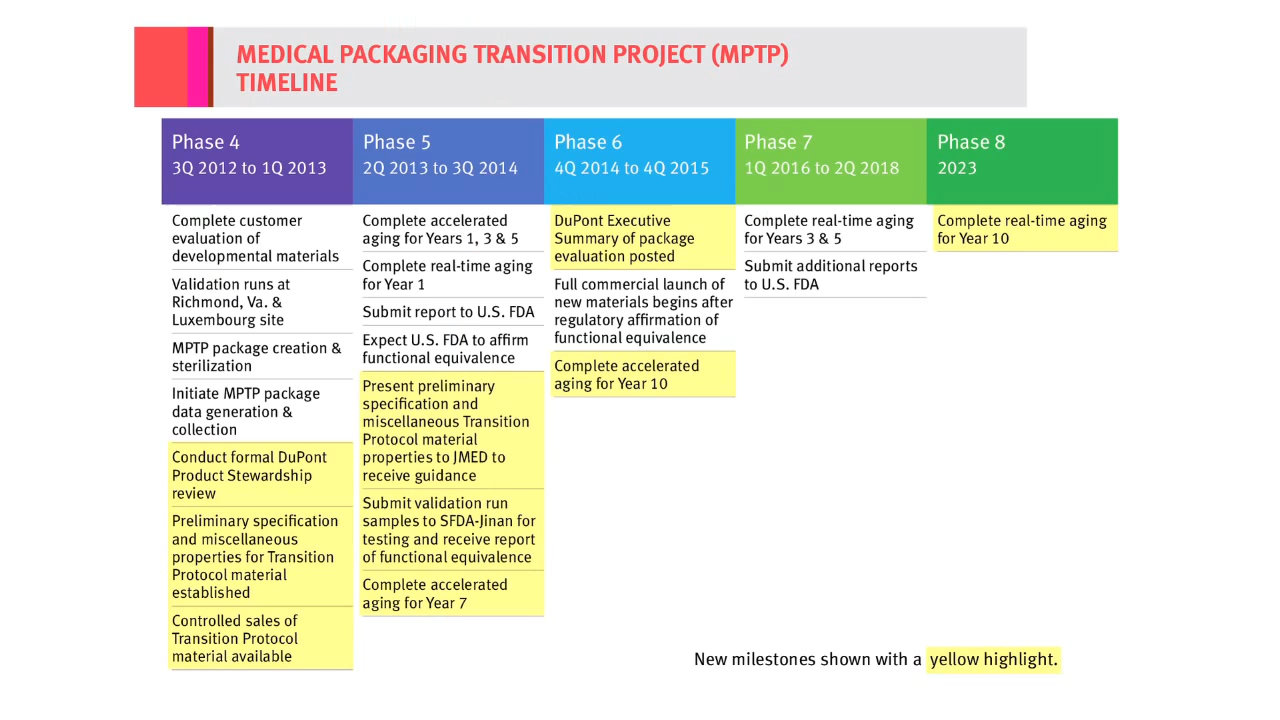 MEDICAL PACKAGING TRANSITION PROJECT (MPTP)
TIMELINE
Phase 4
3Q 2012 to 1Q 2013
Complete customer
evaluation of
developmental materials
Validation runs at
Richmond, Va. &
Luxembourg site
MPTP package creation &
sterilization
Initiate MPTP package
data generation &
collection
Conduct formal DuPont
Product Stewardship
review
Preliminary specification
and miscellaneous
properties for Transition
Protocol material
established
Controlled sales of
Transition Protocol
material available
Phase 5
2Q 2013 to 3Q 2014
Complete accelerated
aging for Years 1, 3 & 5
Complete real-time aging
for Year 1
Submit report to U.S. FDA
Expect U.S. FDA to affirm
functional equivalence
Present preliminary
specification and
miscellaneous Transition
Protocol material
properties to JMED to
receive guidance
Submit validation run
samples to SFDA-Jinan for
testing and receive report
of functional equivalence
Complete accelerated
aging for Year 7
Phase 6
4Q 2014 to 4Q 2015
DuPont Executive
Summary of package
evaluation posted
Full commercial launch of
new materials begins after
regulatory affirmation of
functional equivalence
Complete accelerated
aging for Year 10
Phase 7
1Q 2016 to 2Q 2018
Complete real-time aging
for Years 3 & 5
Submit additional reports
to U.S. FDA
Phase 8
2023
Complete real-time aging
for Year 10
New milestones shown with a yellow highlight.